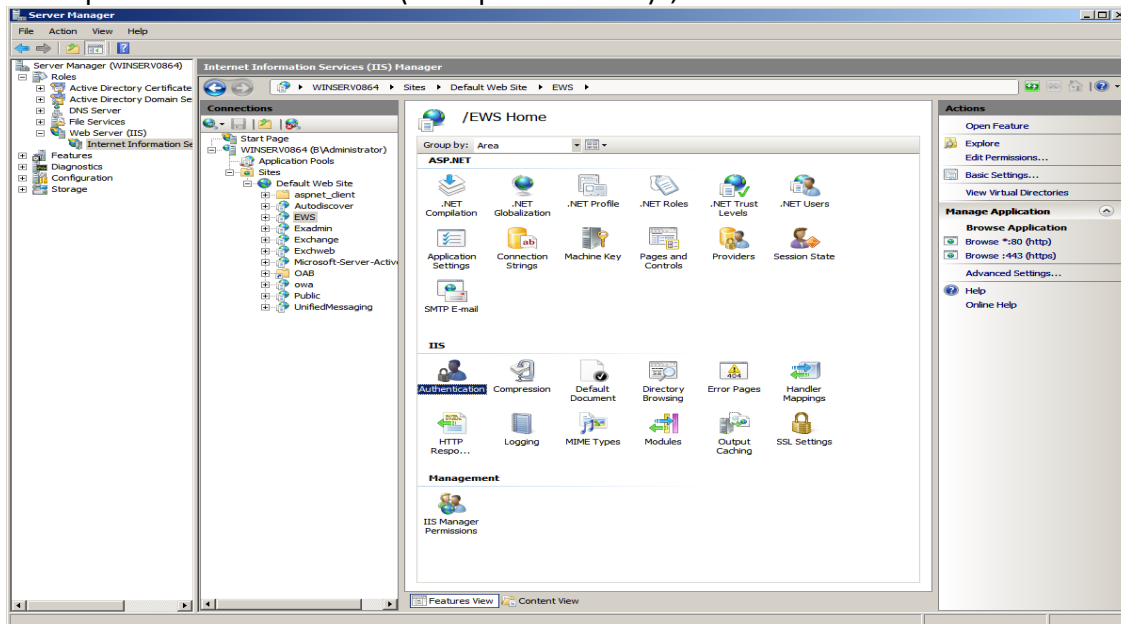 Server Manager
File Action View Help
Server Manager (WINSERV0864)
Roles
Active Directory Certificate
Active Directory Domain Se
DNS Server
File Services
Web Server (IIS)
Internet Information Se
Features
Diagnostics
Configuration
Storage
Internet Information Services (IIS) Manager
WINSERV0864 Sites Default Web Site EWS
Connections
Start Page
WINSERV0864 (B\Administrator)
Application Pools
Sites
Default Web Site
aspnet_client
Autodiscover
EWS
Exadmin
Exchange
Exchweb
Microsoft-Server-Activ
OAB
owa
Public
UnifiedMessaging
/EWS Home
Group by: Area
ASP.NET
.NET Compilation
.NET Globalization
.NET Profile
.NET Roles
.NET Trust Levels
.NET Users
Application Settings
Connection Strings
Machine Key
Pages and Controls
Providers
Session State
SMTP E-mail
IIS
Authentication
Compression
Default Document
Directory Browsing
Error Pages
Handler Mappings
HTTP Respo...
Logging
MIME Types
Modules
Output Caching
SSL Settings
Management
IIS Manager Permissions
Features View Content View
Actions
Open Feature
Explore
Edit Permissions...
Basic Settings...
View Virtual Directories
Manage Application
Browse Application
Browse *:80 (http)
Browse :443 (https)
Advanced Settings...
Help
Online Help